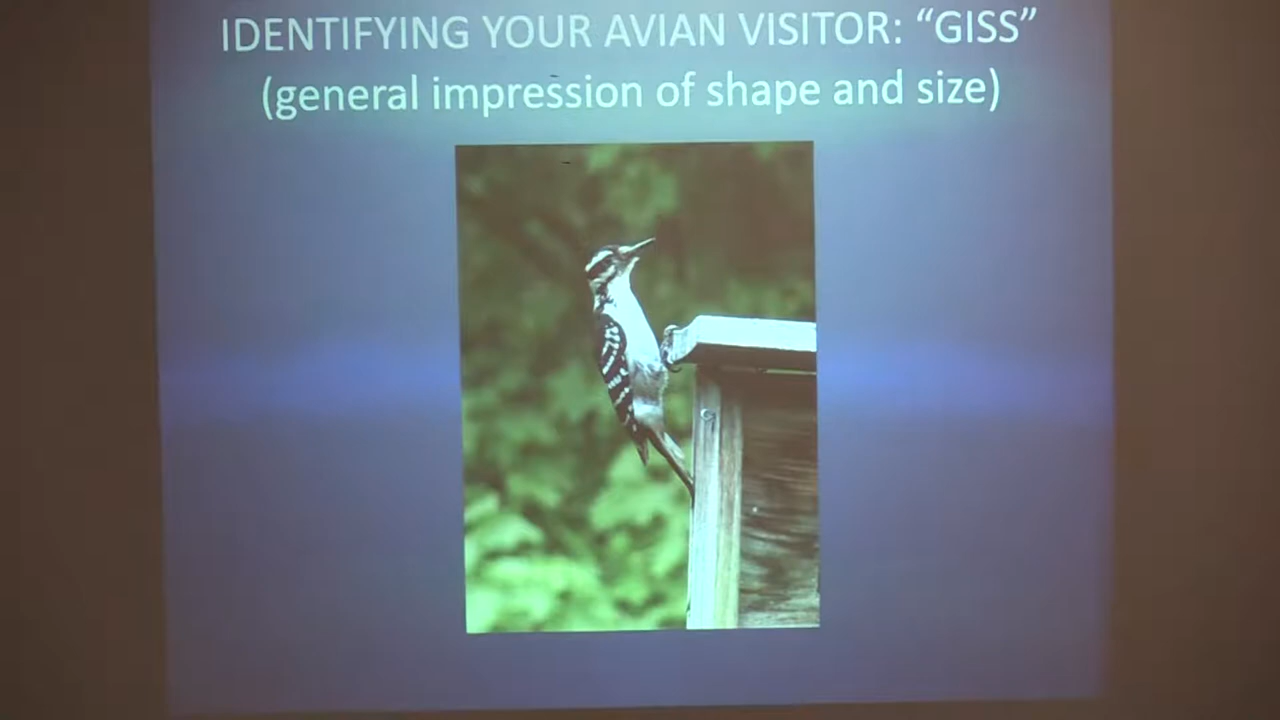 IDENTIFYING YOUR AVIAN VISITOR: “GISS”
(general impression of shape and size)